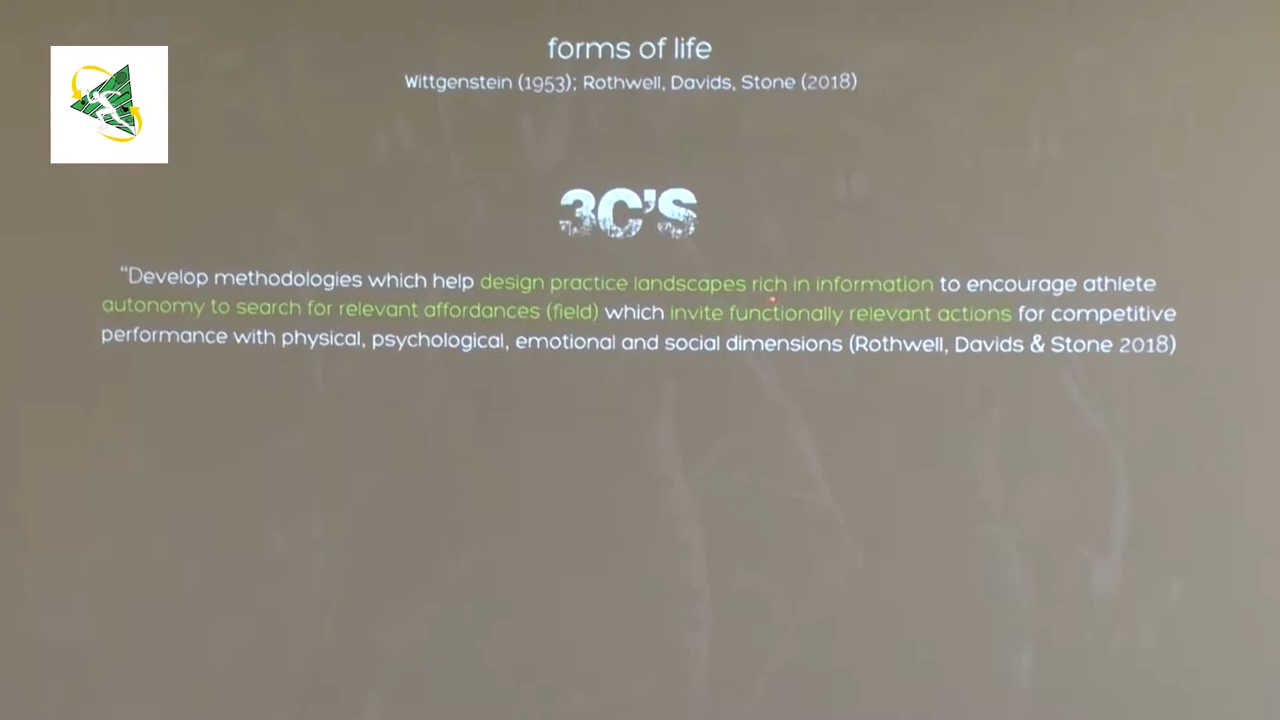 forms of life
Wittgenstein (1953); Rothwell, Davids, Stone (2018)
3C'S
“Develop methodologies which help design practice landscapes rich in information to encourage athlete
autonomy to search for relevant affordances (field) which invite functionally relevant actions for competitive
performance with physical, psychological, emotional and social dimensions (Rothwell, Davids & Stone 2018)